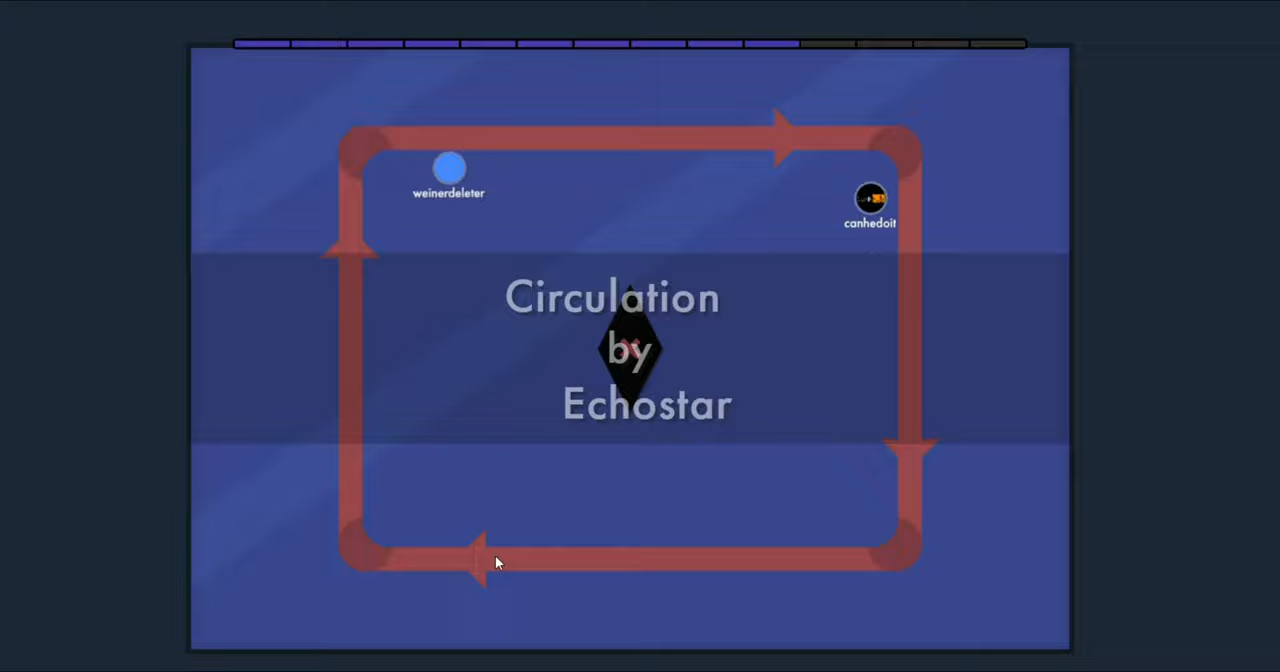 weinerdeleter
canhedoit
Circulation
by
Echostar